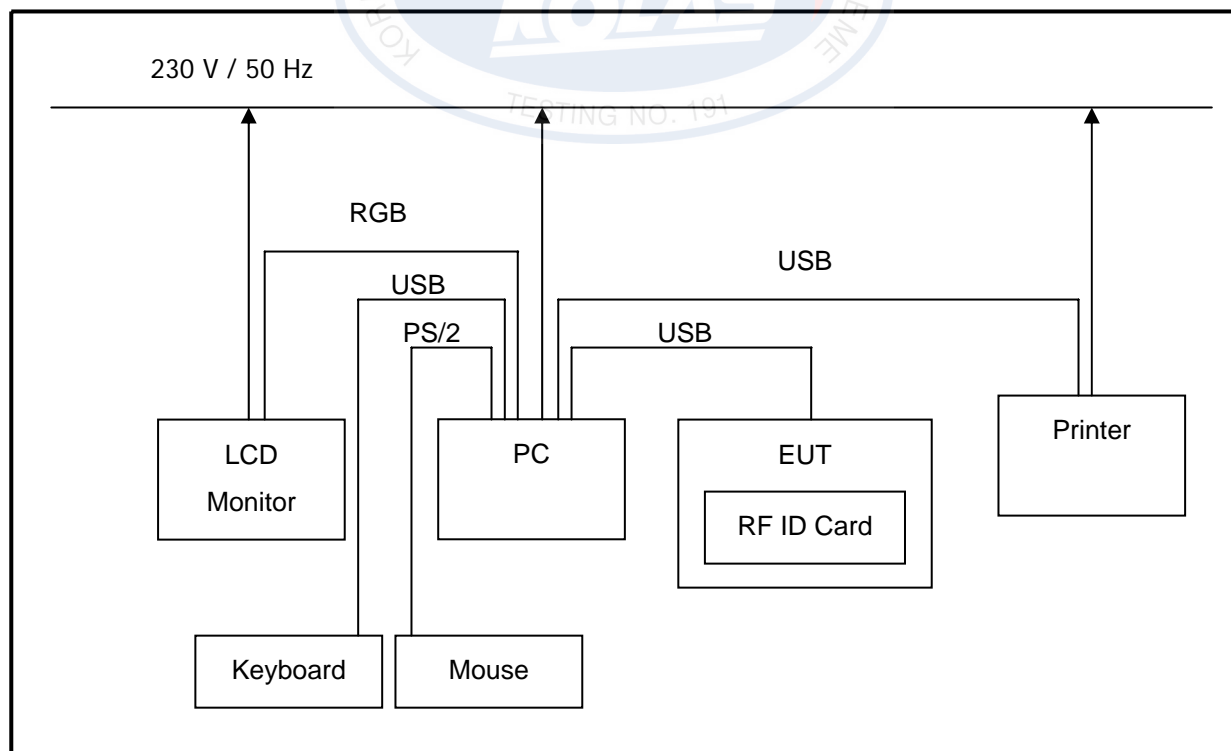 KOLAS
TESTING NO. 191
230 V / 50 Hz
RGB
USB
USB
PS/2
USB
LCD
Monitor
PC
EUT
RF ID Card
Printer
Keyboard
Mouse